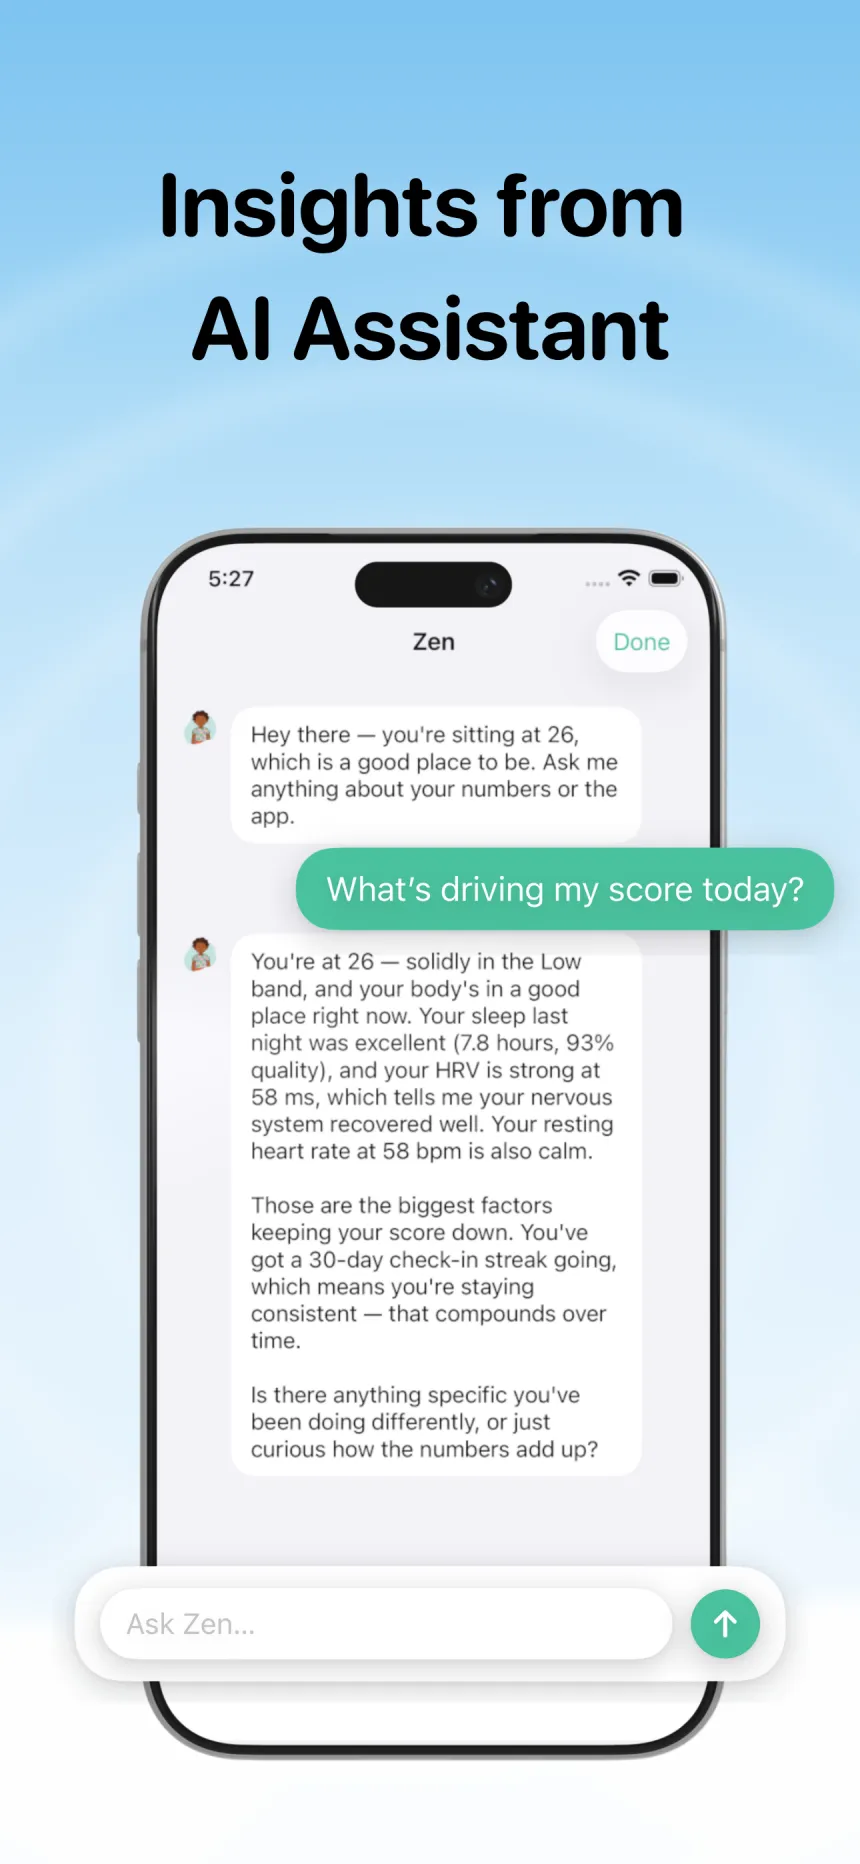 Insights from
AI Assistant
5:27
Zen
Done
Hey there — you're sitting at 26,
which is a good place to be. Ask me
anything about your numbers or the
app.
What's driving my score today?
You're at 26 — solidly in the Low
band, and your body's in a good
place right now. Your sleep last
night was excellent (7.8 hours, 93%
quality), and your HRV is strong at
58 ms, which tells me your nervous
system recovered well. Your resting
heart rate at 58 bpm is also calm.
Those are the biggest factors
keeping your score down. You've
got a 30-day check-in streak going,
which means you're staying
consistent — that compounds over
time.
Is there anything specific you've
been doing differently, or just
curious how the numbers add up?
Ask Zen...